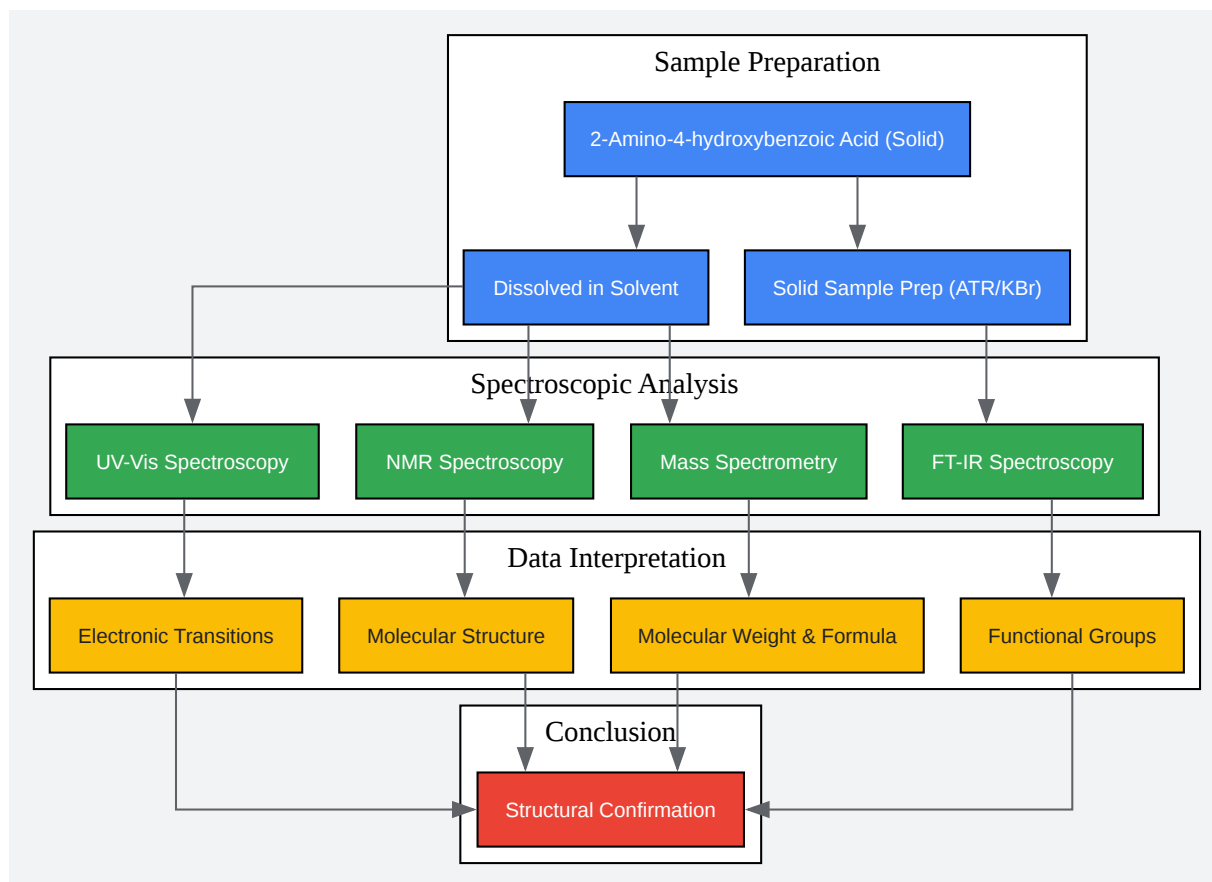 Sample Preparation
2-Amino-4-hydroxybenzoic Acid (Solid)
Dissolved in Solvent
Solid Sample Prep (ATR/KBr)
Spectroscopic Analysis
UV-Vis Spectroscopy
NMR Spectroscopy
Mass Spectrometry
FT-IR Spectroscopy
Data Interpretation
Electronic Transitions
Molecular Structure
Molecular Weight & Formula
Functional Groups
Conclusion
Structural Confirmation